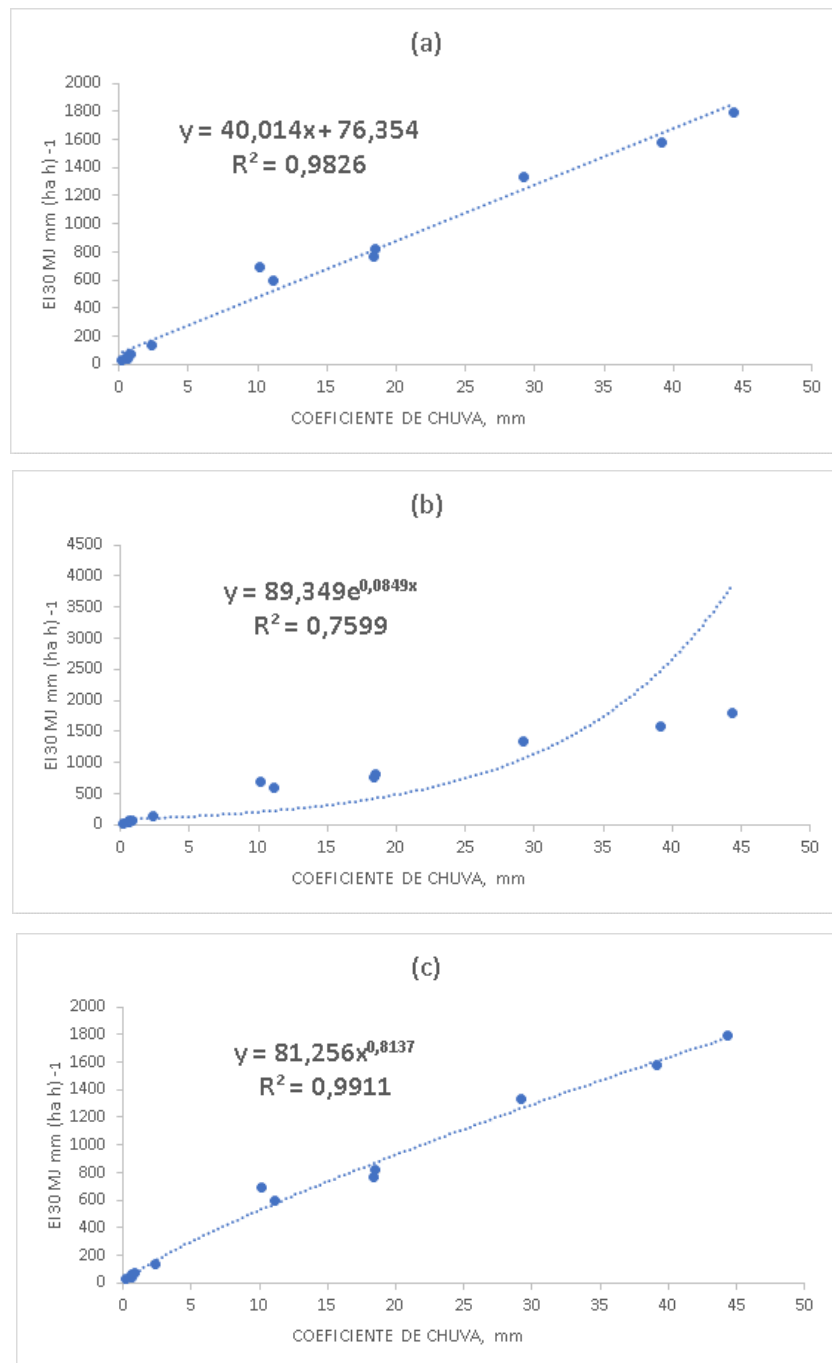 (a)
y = 40,014x + 76,354
R² = 0,9826
EI30 MJ mm (ha h) -1
2000
1800
1600
1400
1200
1000
800
600
400
200
0
0 5 10 15 20 25 30 35 40 45 50
COEFICIENTE DE CHUVA, mm
(b)
y = 89,349e^0,0849x
R² = 0,7599
EI30 MJ mm (ha h) -1
4500
4000
3500
3000
2500
2000
1500
1000
500
0
0 5 10 15 20 25 30 35 40 45 50
COEFICIENTE DE CHUVA, mm
(c)
y = 81,256x^0,8137
R² = 0,9911
EI30 MJ mm (ha h) -1
2000
1800
1600
1400
1200
1000
800
600
400
200
0
0 5 10 15 20 25 30 35 40 45 50
COEFICIENTE DE CHUVA, mm